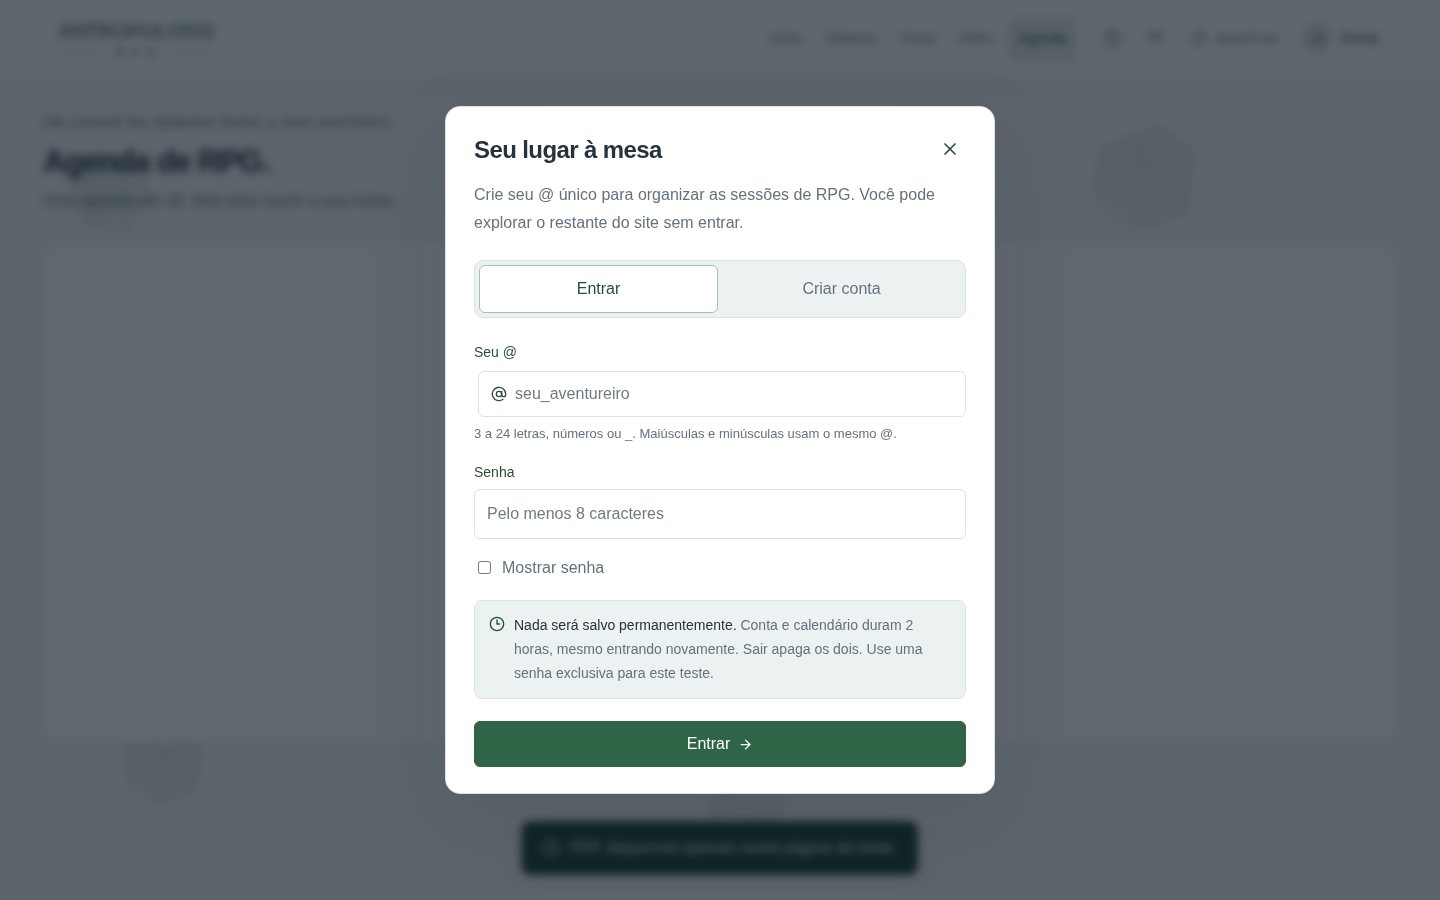 Agenda de RPG.
Seu lugar à mesa
Crie seu @ único para organizar as sessões de RPG. Você pode
explorar o restante do site sem entrar.
Entrar
Criar conta
Seu @
seu_aventureiro
3 a 24 letras, números ou _. Maiúsculas e minúsculas usam o mesmo @.
Senha
Pelo menos 8 caracteres
Mostrar senha
Nada será salvo permanentemente. Conta e calendário duram 2
horas, mesmo entrando novamente. Sair apaga os dois. Use uma
senha exclusiva para este teste.
Entrar